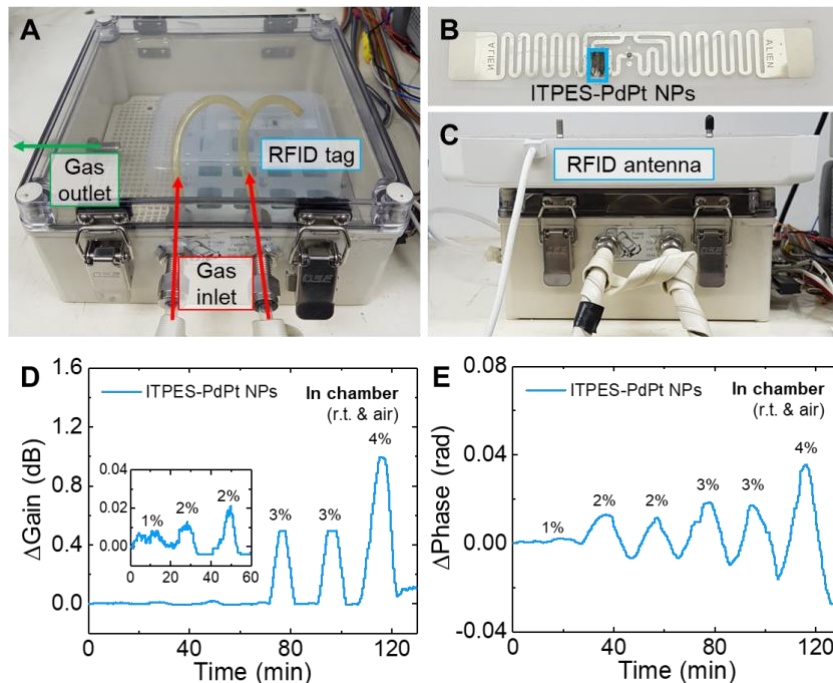 A
Gas
outlet
RFID tag
Gas
inlet
B
ALIEN
ALIEN
ITPES-PdPt NPs
C
RFID antenna
D
ITPES-PdPt NPs
In chamber
(r.t. & air)
1%
2%
2%
3%
3%
4%
0.04
0.02
0.00
0 20 40 60
1.6
1.2
0.8
0.4
0.0
ΔGain (dB)
0 40 80 120
Time (min)
E
ITPES-PdPt NPs
In chamber
(r.t. & air)
1%
2%
2%
3%
3%
4%
0.08
0.04
0.00
-0.04
ΔPhase (rad)
0 40 80 120
Time (min)